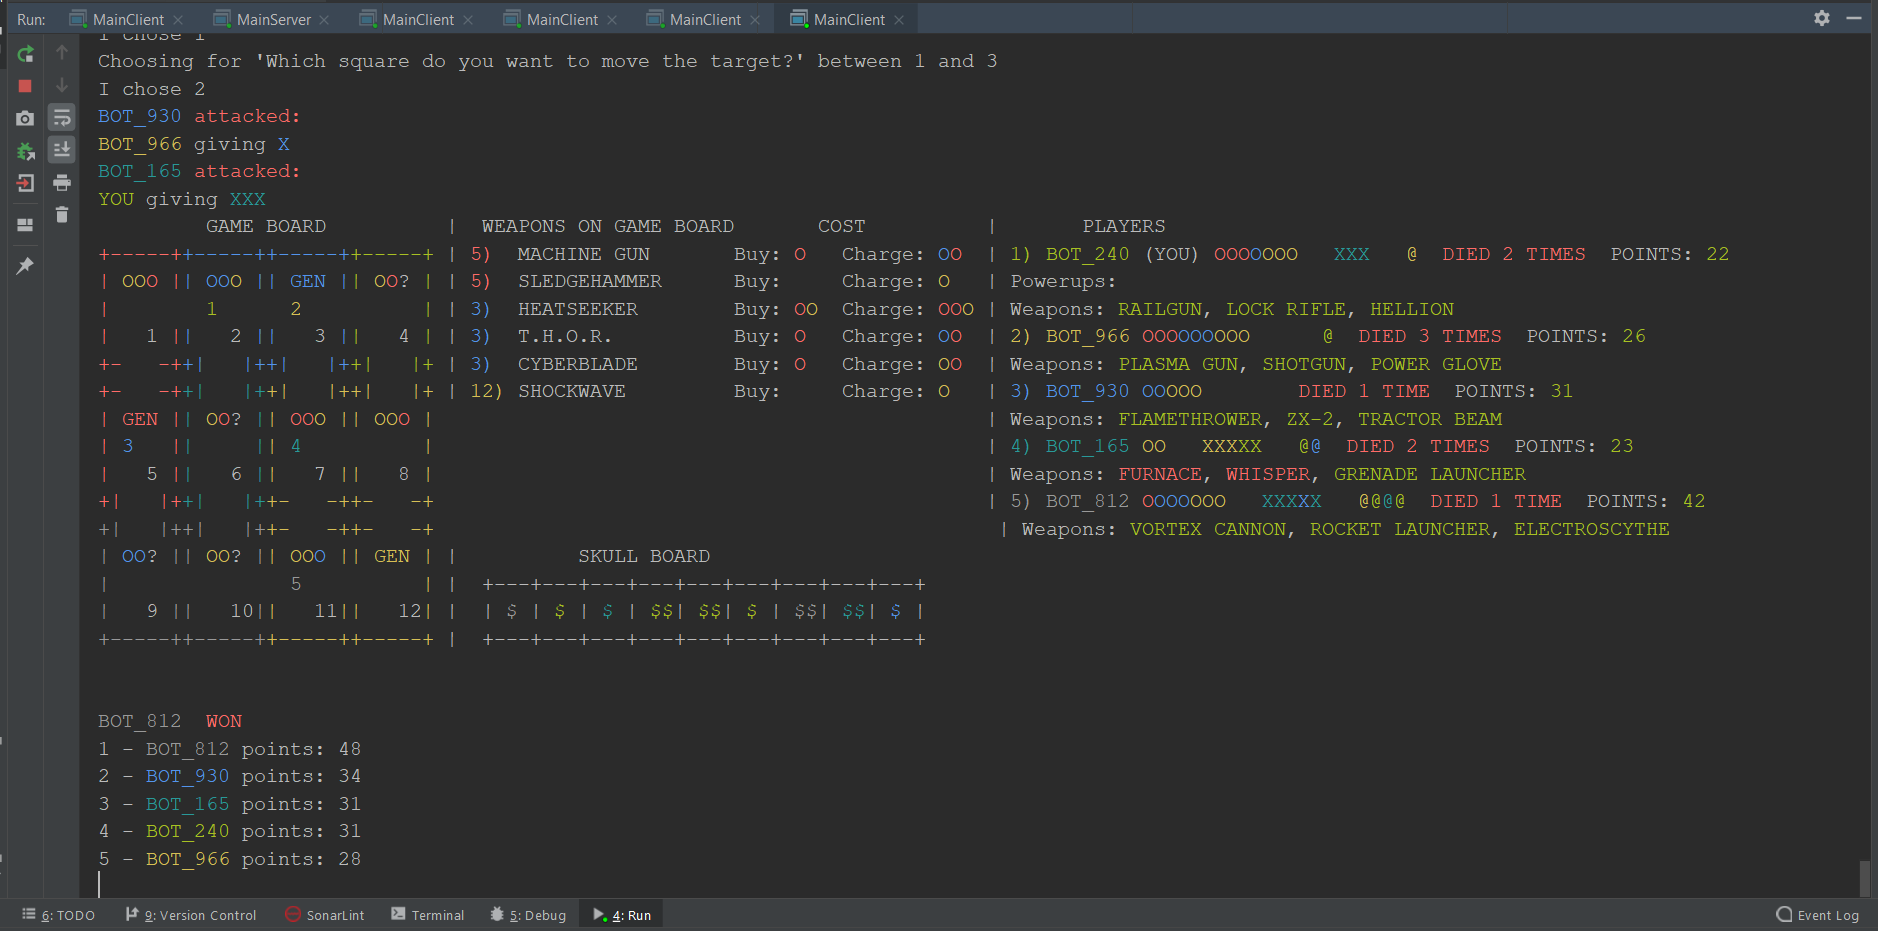 Run: MainClient × MainServer × MainClient × MainClient × MainClient × MainClient ×
I chose 1
Choosing for 'Which square do you want to move the target?' between 1 and 3
I chose 2
BOT_930 attacked:
BOT_966 giving X
BOT_165 attacked:
YOU giving XXX
GAME BOARD | WEAPONS ON GAME BOARD COST | PLAYERS
+-----++-----++-----++-----+ | 5) MACHINE GUN Buy: O Charge: OO | 1) BOT_240 (YOU) OOOOOOO XXX @ DIED 2 TIMES POINTS: 22
| OOO || OOO || GEN || OO? | | 5) SLEDGEHAMMER Buy: Charge: O | Powerups:
| 1 2 | | 3) HEATSEEKER Buy: OO Charge: OOO | Weapons: RAILGUN, LOCK RIFLE, HELLION
| 1 || 2 || 3 || 4 | | 3) T.H.O.R. Buy: O Charge: OO | 2) BOT_966 OOOOOOOOO @ DIED 3 TIMES POINTS: 26
+- -++| |++| |++| |+ | 3) CYBERBLADE Buy: O Charge: OO | Weapons: PLASMA GUN, SHOTGUN, POWER GLOVE
+- -++| |++| |++| |+ | 12) SHOCKWAVE Buy: Charge: O | 3) BOT_930 OOOOO DIED 1 TIME POINTS: 31
| GEN || OO? || OOO || OOO | | Weapons: FLAMETHROWER, ZX-2, TRACTOR BEAM
| 3 || || 4 | | 4) BOT_165 OO XXXXX @@ DIED 2 TIMES POINTS: 23
| 5 || 6 || 7 || 8 | | Weapons: FURNACE, WHISPER, GRENADE LAUNCHER
+| |++| |++- -++- -+ | 5) BOT_812 OOOOOOO XXXXX @@@@ DIED 1 TIME POINTS: 42
+| |++| |++- -++- -+ | Weapons: VORTEX CANNON, ROCKET LAUNCHER, ELECTROSCYTHE
| OO? || OO? || OOO || GEN | | SKULL BOARD
| 5 | | +---+---+---+---+---+---+---+---+---+
| 9 || 10|| 11|| 12| | | $ | $ | $ | $$| $$| $ | $$| $$| $ |
+-----++-----++-----++-----+ | +---+---+---+---+---+---+---+---+---+
BOT_812 WON
1 - BOT_812 points: 48
2 - BOT_930 points: 34
3 - BOT_165 points: 31
4 - BOT_240 points: 31
5 - BOT_966 points: 28
6: TODO 9: Version Control SonarLint Terminal 5: Debug 4: Run Event Log